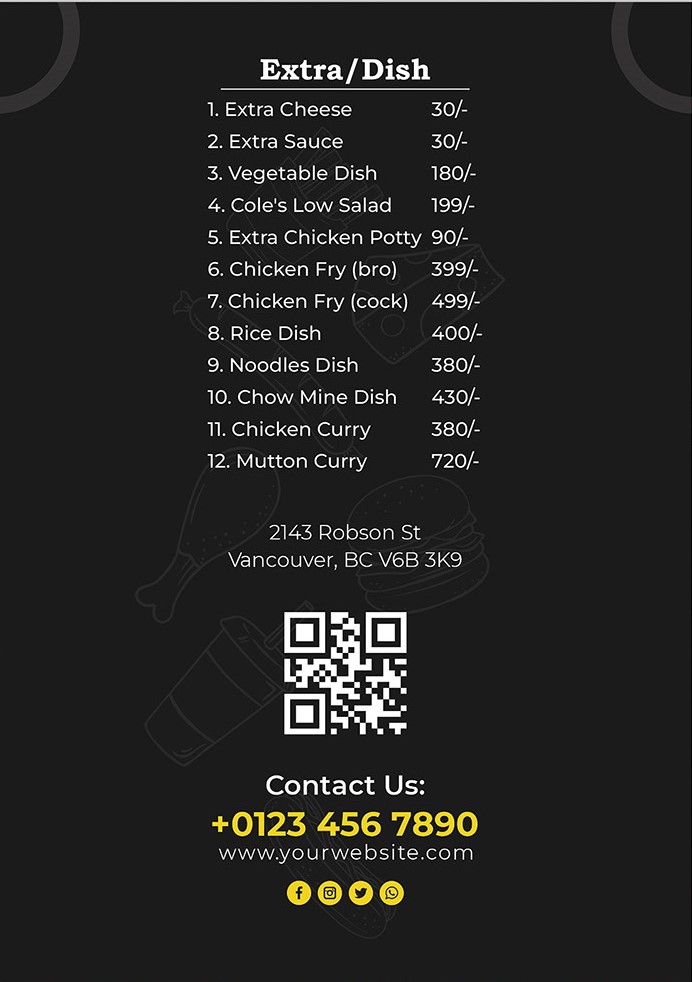 Extra/Dish
1. Extra Cheese 30/-
2. Extra Sauce 30/-
3. Vegetable Dish 180/-
4. Cole's Low Salad 199/-
5. Extra Chicken Potty 90/-
6. Chicken Fry (bro) 399/-
7. Chicken Fry (cock) 499/-
8. Rice Dish 400/-
9. Noodles Dish 380/-
10. Chow Mine Dish 430/-
11. Chicken Curry 380/-
12. Mutton Curry 720/-
2143 Robson St
Vancouver, BC V6B 3K9
Contact Us:
+0123 456 7890
www.yourwebsite.com